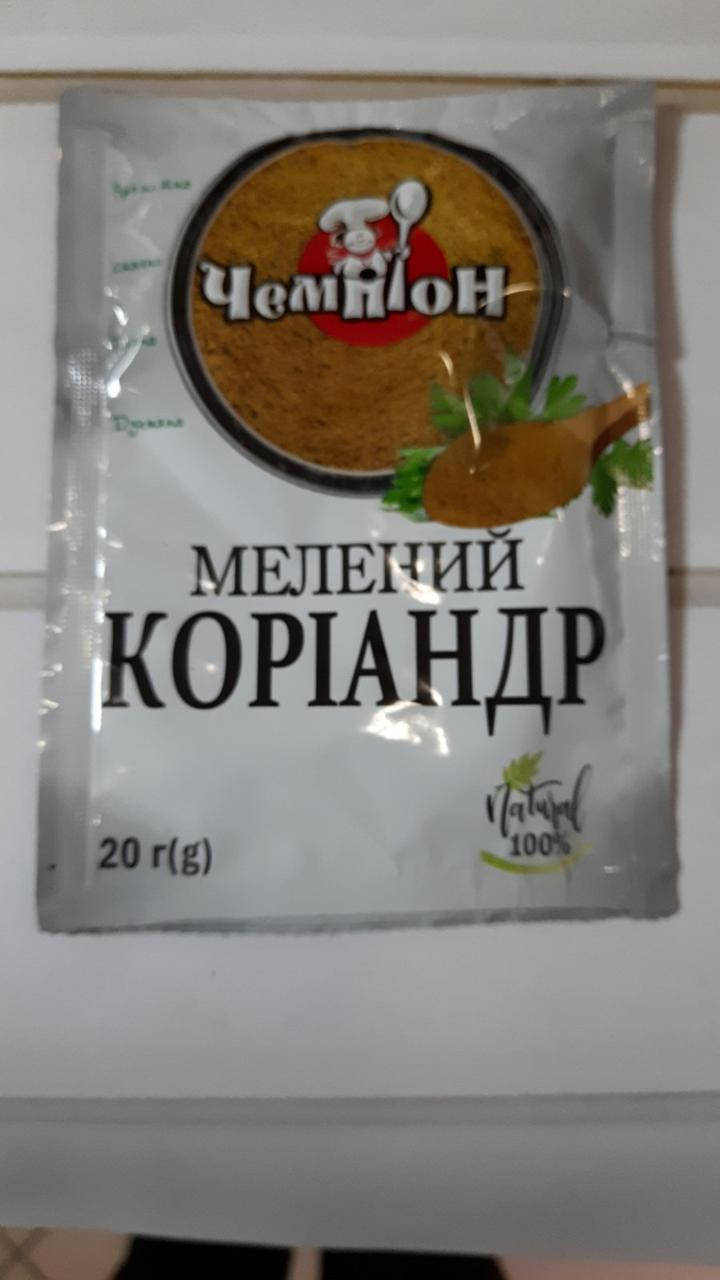 Чемпіон
МЕЛЕНИЙ
КОРІАНДР
Natural
100%
20 г(g)